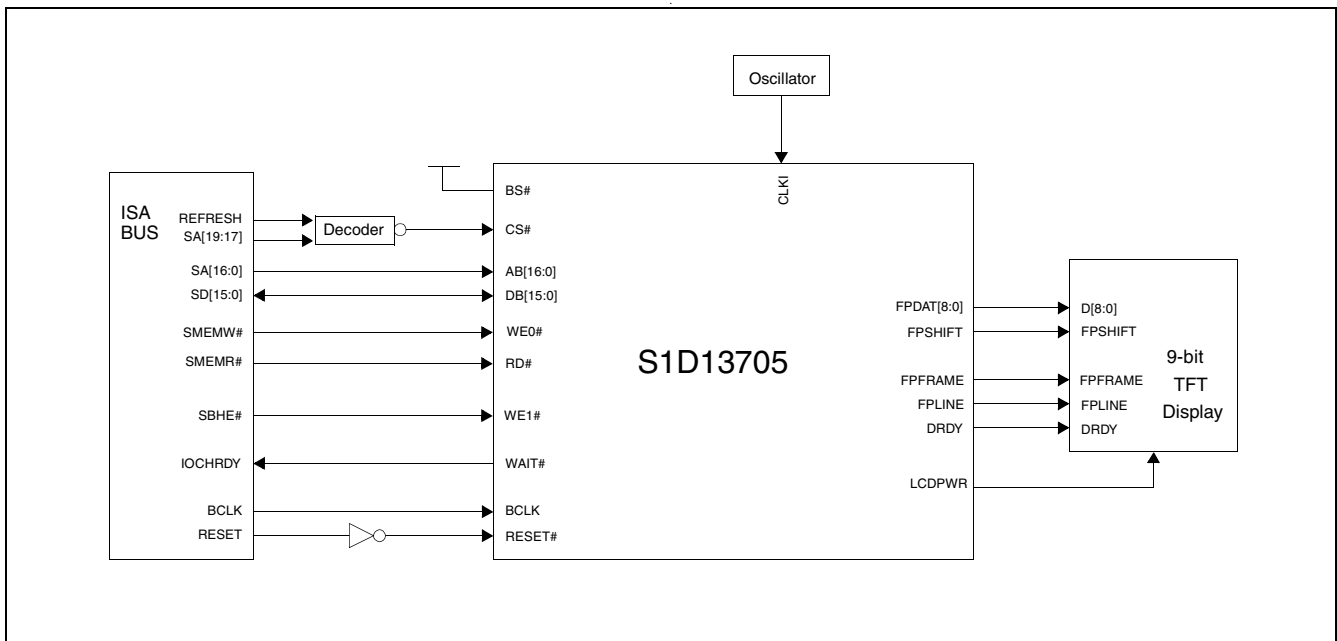 Oscillator
CLKI
ISA
BUS
REFRESH
SA[19:17]
SA[16:0]
SD[15:0]
SMEMW#
SMEMR#
SBHE#
IOCHRDY
BCLK
RESET
Decoder
BS#
CS#
AB[16:0]
DB[15:0]
WE0#
RD#
WE1#
WAIT#
BCLK
RESET#
S1D13705
FPDAT[8:0]
FPSHIFT
FPFRAME
FPLINE
DRDY
LCDPWR
D[8:0]
FPSHIFT
FPFRAME
FPLINE
DRDY
9-bit
TFT
Display